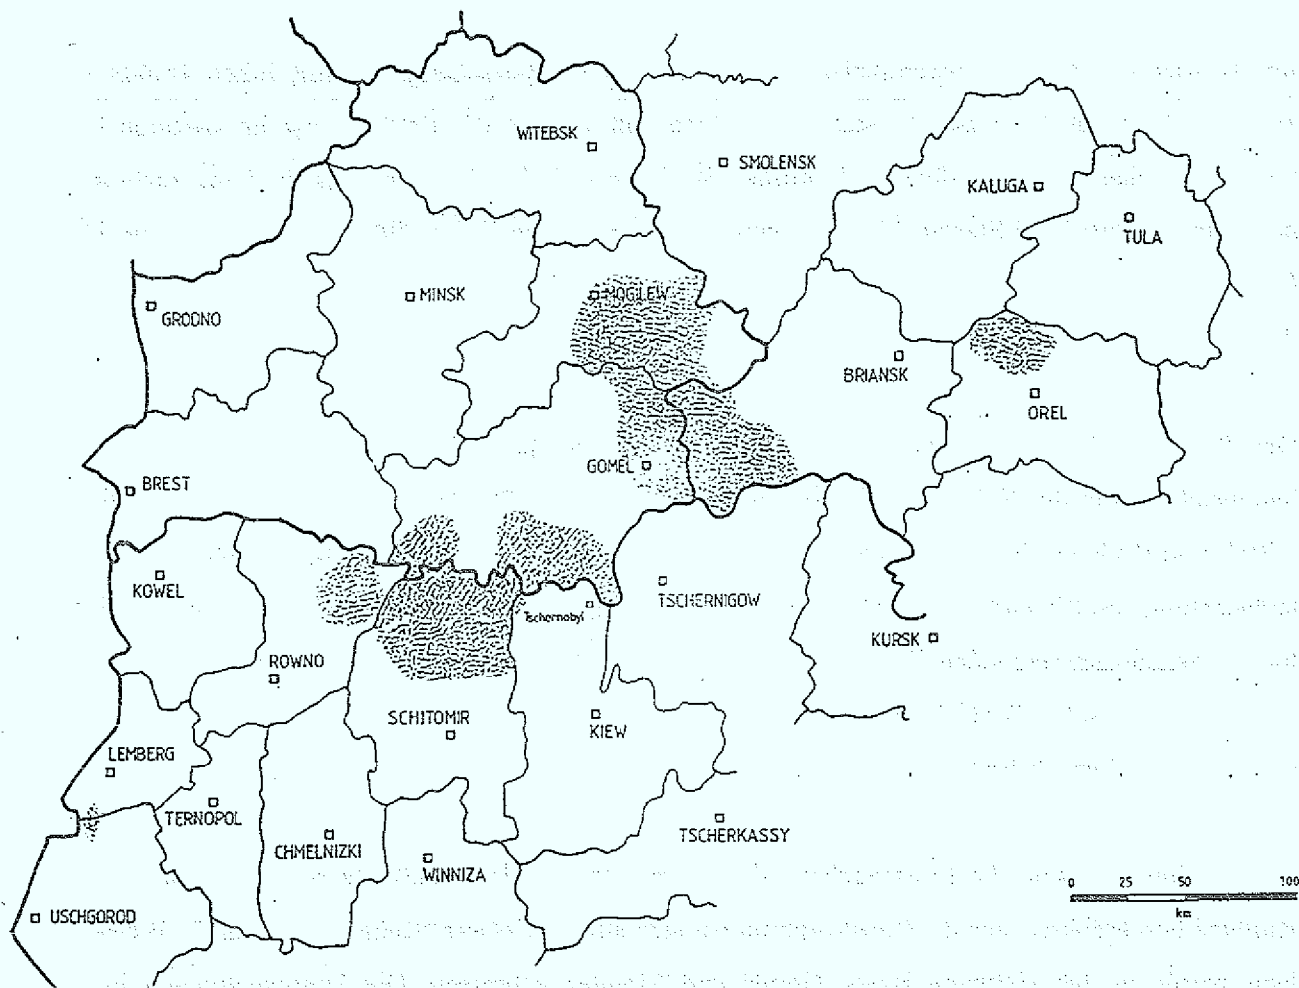 WITEBSK
SMOLENSK
KALUGA
TULA
MINSK
MOGILEW
GRODNO
BRIANSK
OREL
GOMEL
BREST
KOWEL
Tschernobyl
TSCHERNIGOW
KURSK
ROWNO
SCHITOMIR
KIEW
LEMBERG
TERNOPOL
CHMELNIZKI
TSCHERKASSY
WINNIZA
USCHGOROD
0 25 50 100
km